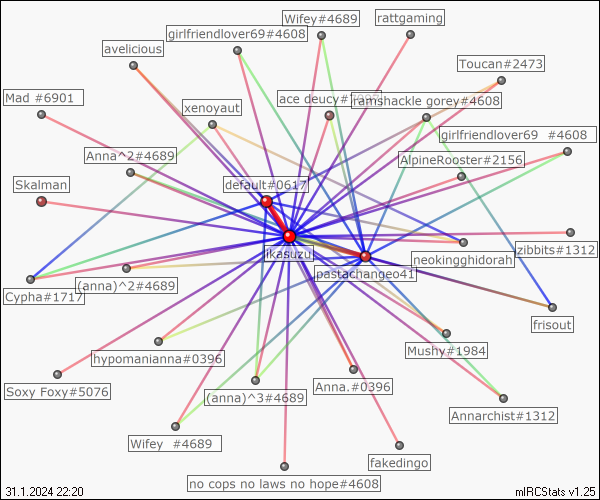 Wifey#4689
rattgaming
girlfriendlover69#4608
avelicious
Toucan#2473
Mad #6901
xenoyaut
ace deucy#
ramshackle gorey#4608
girlfriendlover69 #4608
Anna^2#4689
AlpineRooster#2156
Skalman
default#0617
ikasuzu
zibbits#1312
neokingghidorah
pastachangeo41
(anna)^2#4689
Cypha#1717
frisout
hypomanianna#0396
Mushy#1984
Soxy Foxy#5076
Anna.#0396
(anna)^3#4689
Annarchist#1312
Wifey #4689
fakedingo
no cops no laws no hope#4608
31.1.2024 22:20
mIRCStats v1.25